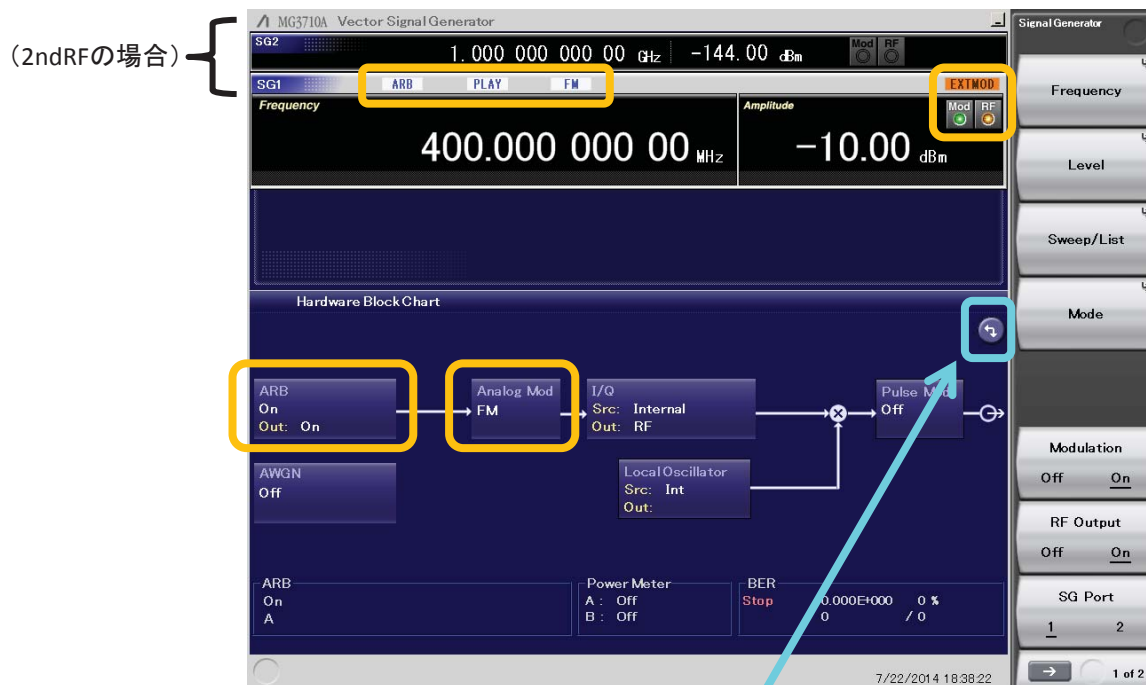 MG3710A Vector Signal Generator
(2ndRFの場合)
SG2
1.000 000 000 00 GHz -144.00 dBm
Mod RF
SG1 ARB PLAY FM EXTMOD
Frequency
400.000 000 00 MHz
Amplitude
-10.00 dBm
Mod RF
Hardware Block Chart
ARB
On
Out: On
Analog Mod
FM
I/Q
Src: Internal
Out: RF
Pulse Mod
Off
AWGN
Off
Local Oscillator
Src: Int
Out:
ARB
On
A
Power Meter
A : Off
B : Off
BER
Stop 0.000E+000 0 %
0 / 0
7/22/2014 18:38:22
Signal Generator
Frequency
Level
Sweep/List
Mode
Modulation
Off On
RF Output
Off On
SG Port
1 2
→ 1 of 2